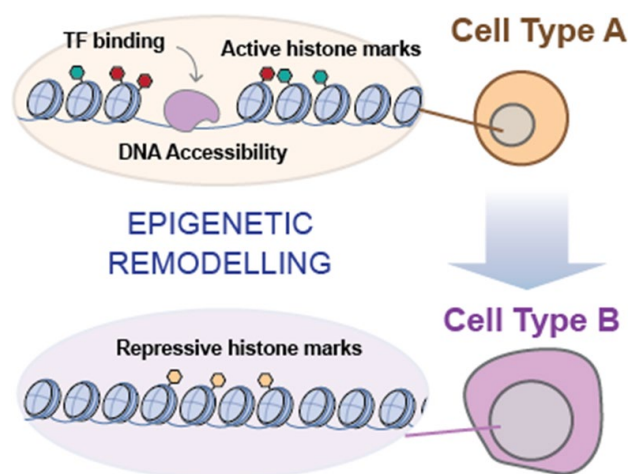 TF binding
Active histone marks
Cell Type A
DNA Accessibility
EPIGENETIC
REMODELLING
Cell Type B
Repressive histone marks